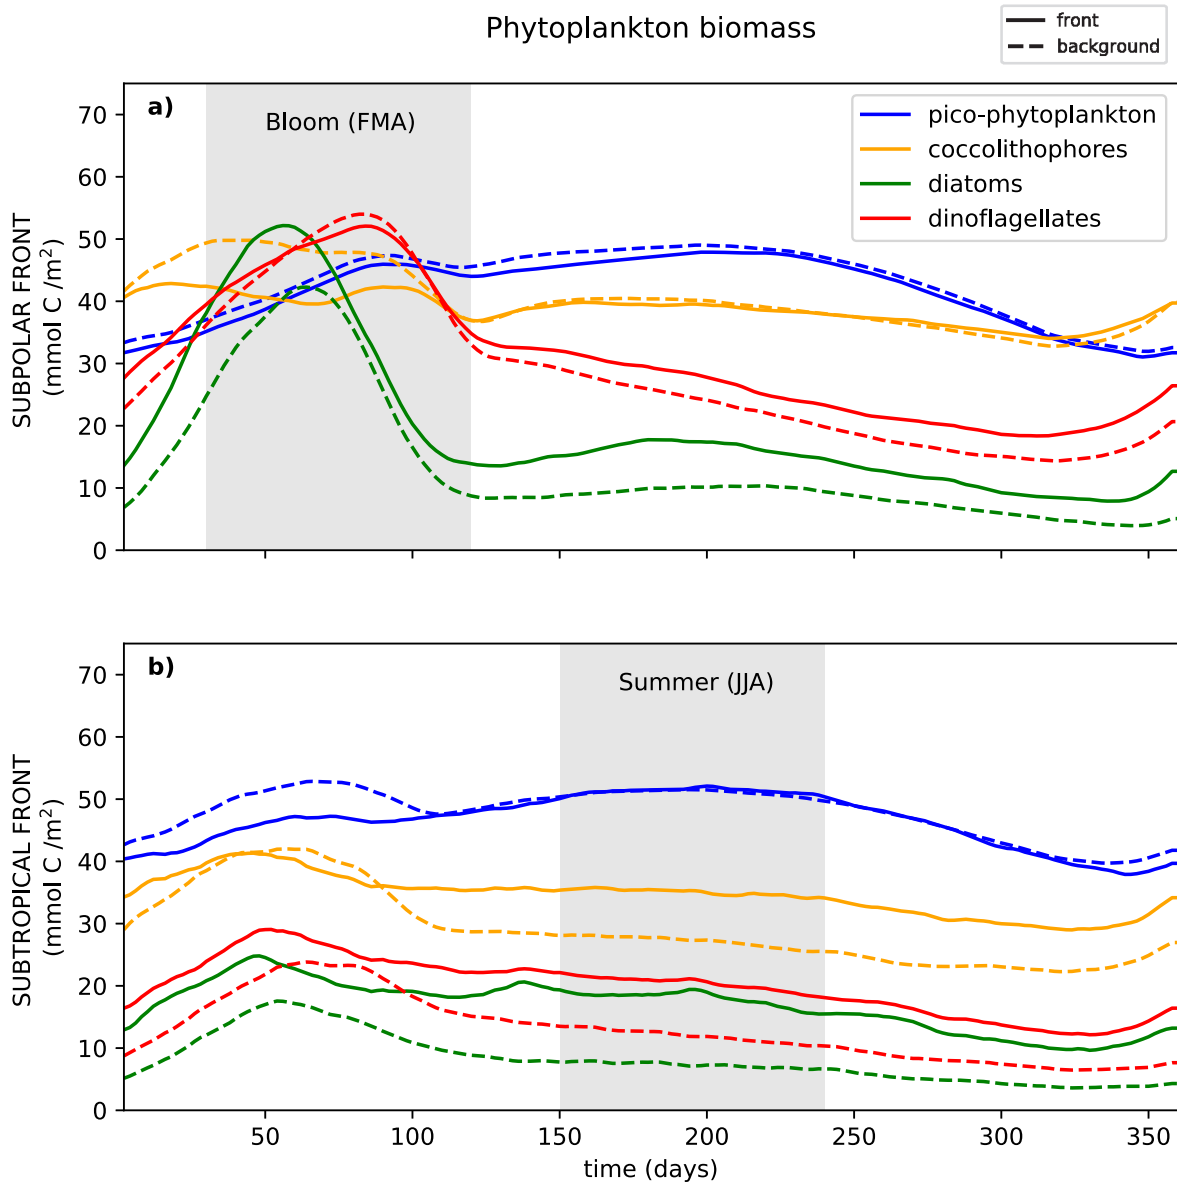 Phytoplankton biomass
front
background
a)
Bloom (FMA)
pico-phytoplankton
coccolithophores
diatoms
dinoflagellates
SUBPOLAR FRONT
(mmol C /m²)
70
60
50
40
30
20
10
0
b)
Summer (JJA)
SUBTROPICAL FRONT
(mmol C /m²)
70
60
50
40
30
20
10
0
50 100 150 200 250 300 350
time (days)